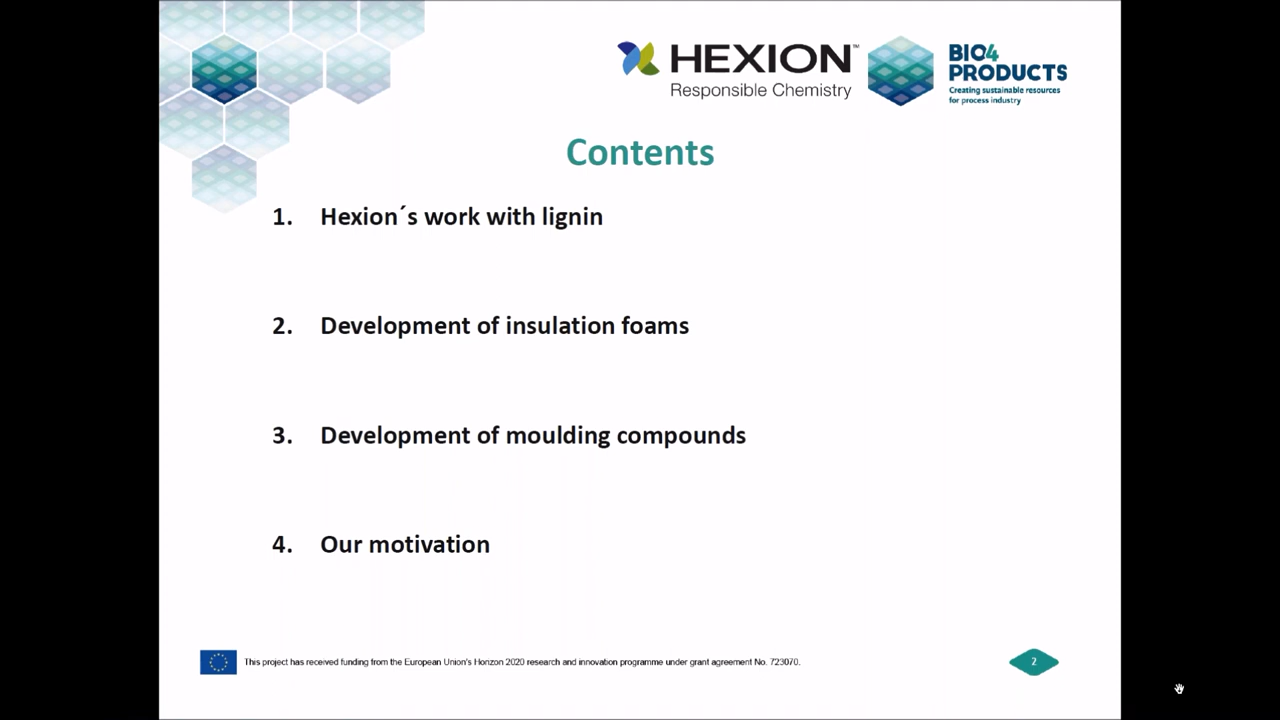 HEXION™
Responsible Chemistry
BIO4
PRODUCTS
Creating sustainable resources
for process industry
Contents
1. Hexion´s work with lignin
2. Development of insulation foams
3. Development of moulding compounds
4. Our motivation
This project has received funding from the European Union's Horizon 2020 research and innovation programme under grant agreement No. 723070.
2